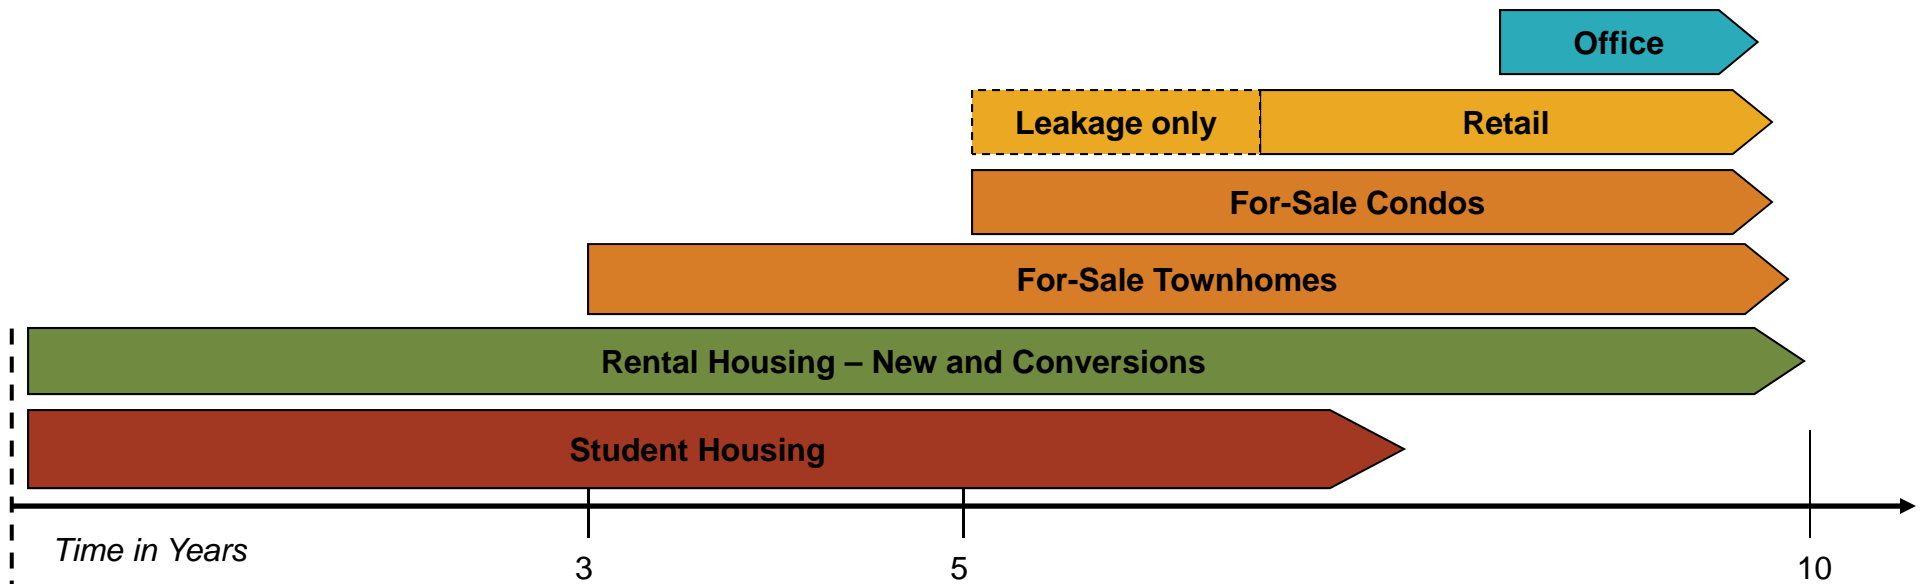 Office
Leakage only
Retail
For-Sale Condos
For-Sale Townhomes
Rental Housing – New and Conversions
Student Housing
Time in Years
3
5
10